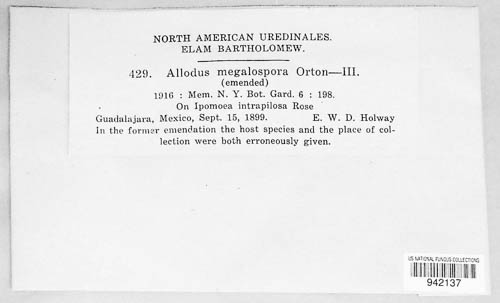 NORTH AMERICAN UREDINALES.
ELAM BARTHOLOMEW.
429. Allodus megalospora Orton—III.
(emended)
1916 : Mem. N. Y. Bot. Gard. 6 : 198.
On Ipomoea intrapilosa Rose
Guadalajara, Mexico, Sept. 15, 1899. E. W. D. Holway
In the former emendation the host species and the place of col-
lection were both erroneously given.
US NATIONAL FUNGUS COLLECTIONS
942137